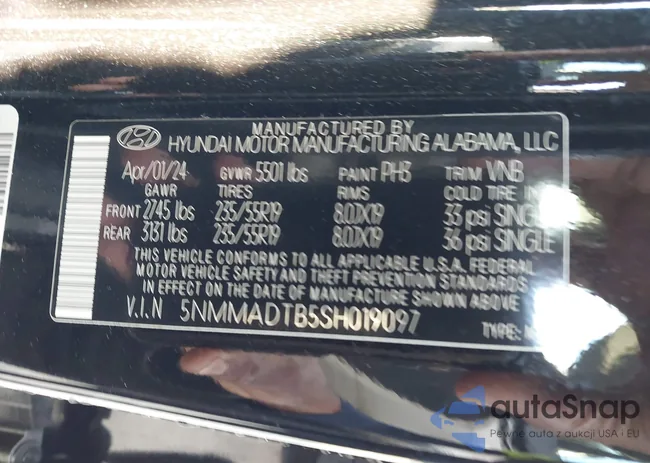 MANUFACTURED BY
HYUNDAI MOTOR MANUFACTURING ALABAMA, LLC
Apr/01/24 GVWR 5501 lbs PAINT PH3 TRIM VNB
GAWR TIRES RIMS COLD TIRE IN
FRONT 2745 lbs 235/55R19 8.0JX19 33 psi SINGLE
REAR 3131 lbs 235/55R19 8.0JX19 36 psi SINGLE
THIS VEHICLE CONFORMS TO ALL APPLICABLE U.S.A. FEDERAL
MOTOR VEHICLE SAFETY AND THEFT PREVENTION STANDARDS
IN EFFECT ON THE DATE OF MANUFACTURE SHOWN ABOVE
V.I.N 5NMMADTB5SH019097 TYPE:
autoSnap
Pewne auta z aukcji USA i EU